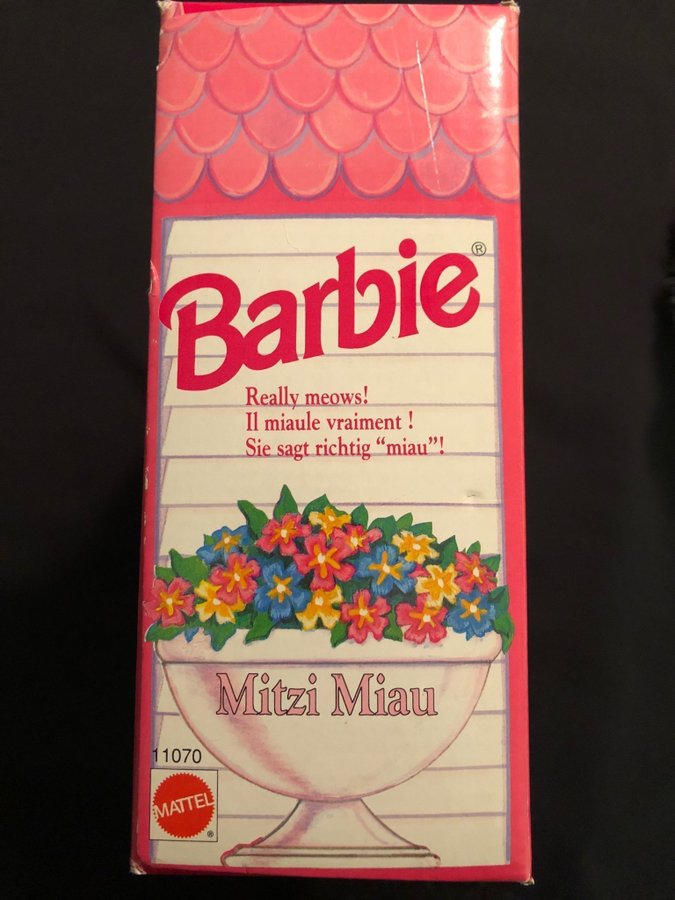 Barbie®
Really meows!
Il miaule vraiment !
Sie sagt richtig “miau”!
Mitzi Miau
11070
MATTEL®